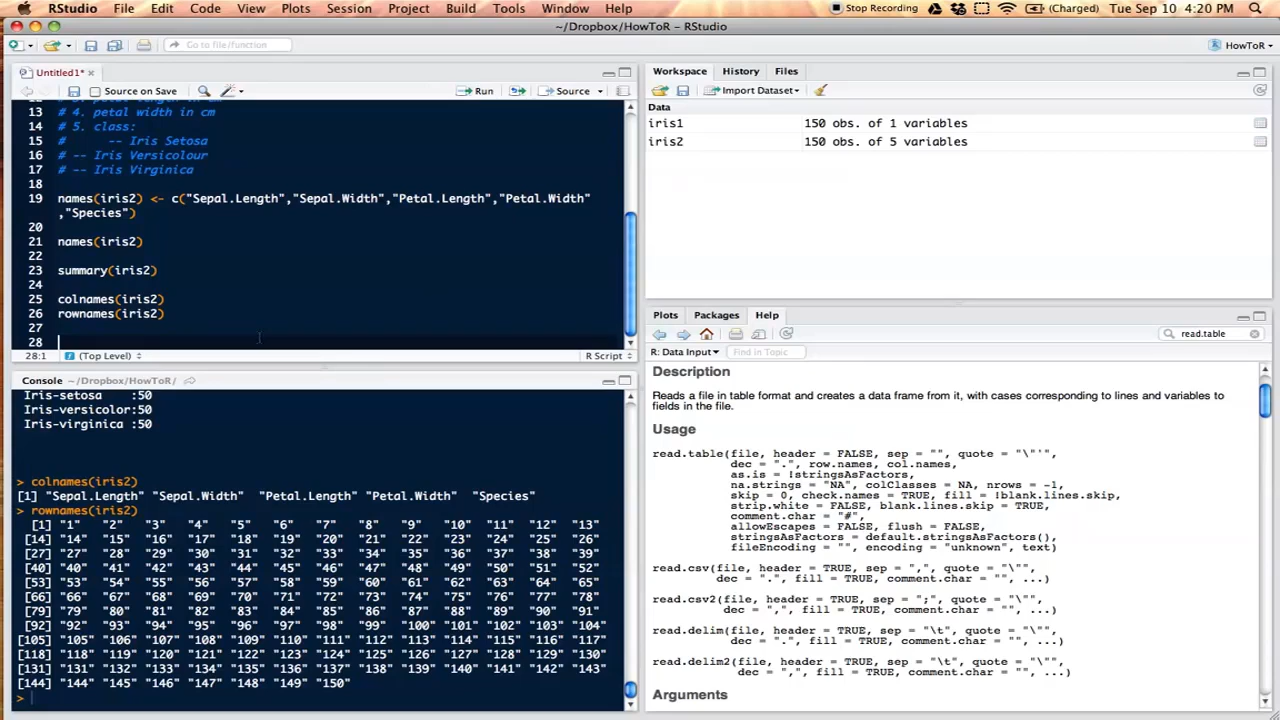 RStudio File Edit Code View Plots Session Project Build Tools Window Help Stop Recording (Charged) Tue Sep 10 4:20 PM
~/Dropbox/HowToR - RStudio
Go to file/function HowToR
Untitled1*
Source on Save Run Source
13 # 4. petal width in cm
14 # 5. class:
15 # -- Iris Setosa
16 # -- Iris Versicolour
17 # -- Iris Virginica
18
19 names(iris2) <- c("Sepal.Length","Sepal.Width","Petal.Length","Petal.Width"
,"Species")
20
21 names(iris2)
22
23 summary(iris2)
24
25 colnames(iris2)
26 rownames(iris2)
27
28
28:1 (Top Level) R Script
Console ~/Dropbox/HowToR/
Iris-setosa :50
Iris-versicolor:50
Iris-virginica :50
> colnames(iris2)
[1] "Sepal.Length" "Sepal.Width" "Petal.Length" "Petal.Width" "Species"
> rownames(iris2)
[1] "1" "2" "3" "4" "5" "6" "7" "8" "9" "10" "11" "12" "13"
[14] "14" "15" "16" "17" "18" "19" "20" "21" "22" "23" "24" "25" "26"
[27] "27" "28" "29" "30" "31" "32" "33" "34" "35" "36" "37" "38" "39"
[40] "40" "41" "42" "43" "44" "45" "46" "47" "48" "49" "50" "51" "52"
[53] "53" "54" "55" "56" "57" "58" "59" "60" "61" "62" "63" "64" "65"
[66] "66" "67" "68" "69" "70" "71" "72" "73" "74" "75" "76" "77" "78"
[79] "79" "80" "81" "82" "83" "84" "85" "86" "87" "88" "89" "90" "91"
[92] "92" "93" "94" "95" "96" "97" "98" "99" "100" "101" "102" "103" "104"
[105] "105" "106" "107" "108" "109" "110" "111" "112" "113" "114" "115" "116" "117"
[118] "118" "119" "120" "121" "122" "123" "124" "125" "126" "127" "128" "129" "130"
[131] "131" "132" "133" "134" "135" "136" "137" "138" "139" "140" "141" "142" "143"
[144] "144" "145" "146" "147" "148" "149" "150"
>
Workspace History Files
Import Dataset
Data
iris1 150 obs. of 1 variables
iris2 150 obs. of 5 variables
Plots Packages Help
read.table
R: Data Input Find in Topic
Description
Reads a file in table format and creates a data frame from it, with cases corresponding to lines and variables to
fields in the file.
Usage
read.table(file, header = FALSE, sep = "", quote = "\"'",
dec = ".", row.names, col.names,
as.is = !stringsAsFactors,
na.strings = "NA", colClasses = NA, nrows = -1,
skip = 0, check.names = TRUE, fill = !blank.lines.skip,
strip.white = FALSE, blank.lines.skip = TRUE,
comment.char = "#",
allowEscapes = FALSE, flush = FALSE,
stringsAsFactors = default.stringsAsFactors(),
fileEncoding = "", encoding = "unknown", text)
read.csv(file, header = TRUE, sep = ",", quote = "\"",
dec = ".", fill = TRUE, comment.char = "", ...)
read.csv2(file, header = TRUE, sep = ";", quote = "\"",
dec = ",", fill = TRUE, comment.char = "", ...)
read.delim(file, header = TRUE, sep = "\t", quote = "\"",
dec = ".", fill = TRUE, comment.char = "", ...)
read.delim2(file, header = TRUE, sep = "\t", quote = "\"",
dec = ",", fill = TRUE, comment.char = "", ...)
Arguments